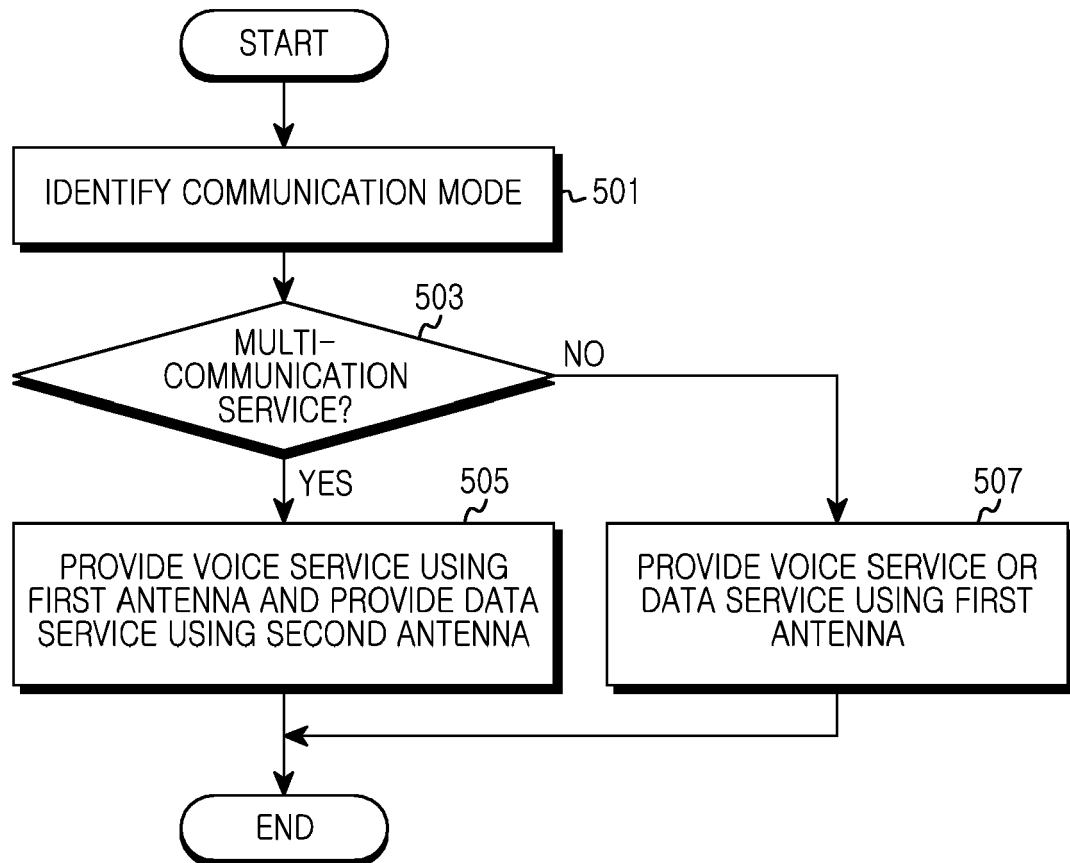 START
IDENTIFY COMMUNICATION MODE
501
503
MULTI-
COMMUNICATION
SERVICE?
NO
YES
505
PROVIDE VOICE SERVICE USING
FIRST ANTENNA AND PROVIDE DATA
SERVICE USING SECOND ANTENNA
507
PROVIDE VOICE SERVICE OR
DATA SERVICE USING FIRST
ANTENNA
END